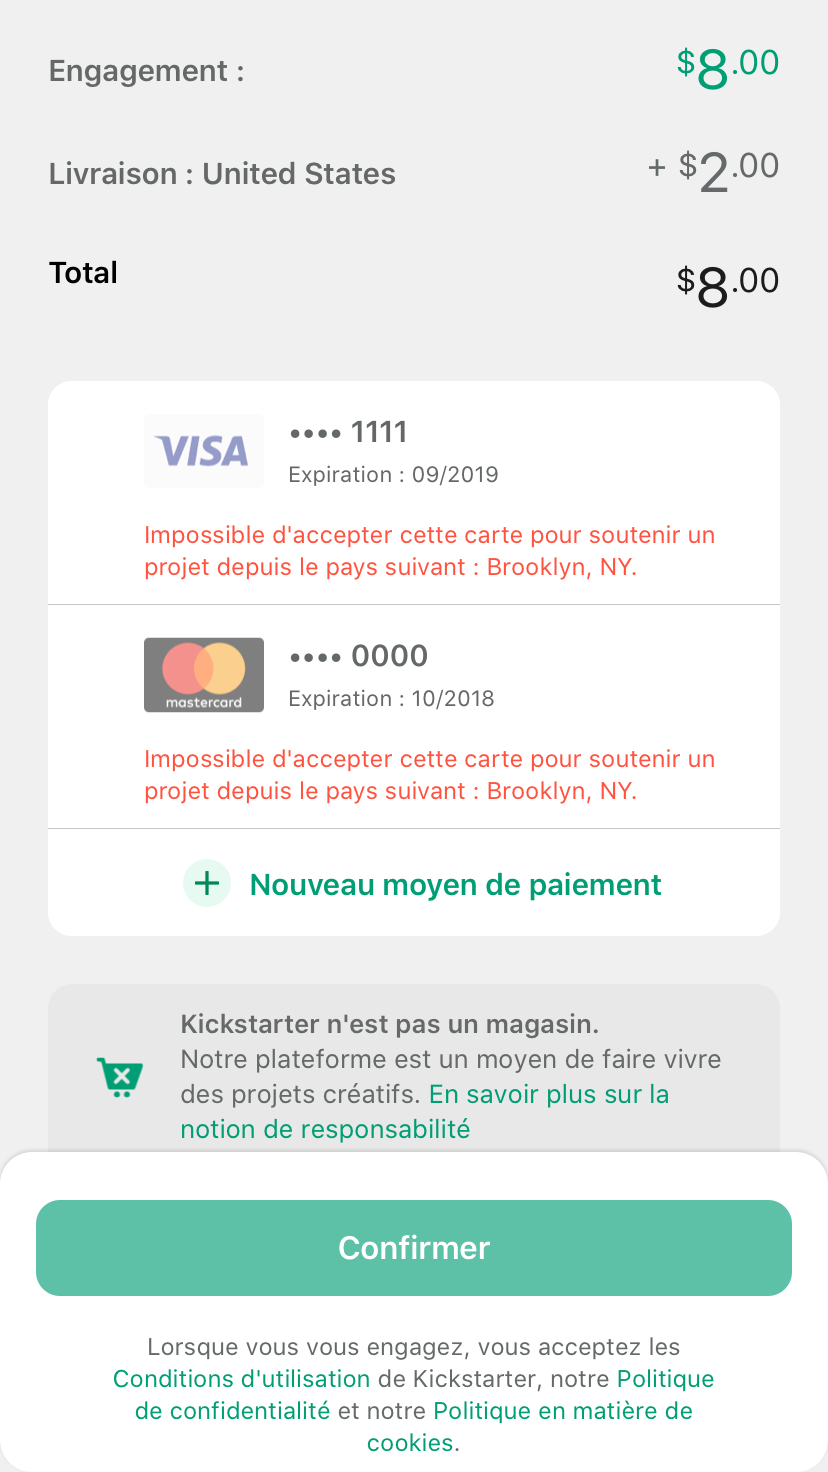 Engagement :
$8.00
Livraison : United States
+ $2.00
Total
$8.00
VISA
•••• 1111
Expiration : 09/2019
Impossible d'accepter cette carte pour soutenir un
projet depuis le pays suivant : Brooklyn, NY.
mastercard
•••• 0000
Expiration : 10/2018
Impossible d'accepter cette carte pour soutenir un
projet depuis le pays suivant : Brooklyn, NY.
+ Nouveau moyen de paiement
Kickstarter n'est pas un magasin.
Notre plateforme est un moyen de faire vivre
des projets créatifs. En savoir plus sur la
notion de responsabilité
Confirmer
Lorsque vous vous engagez, vous acceptez les
Conditions d'utilisation de Kickstarter, notre Politique
de confidentialité et notre Politique en matière de
cookies.